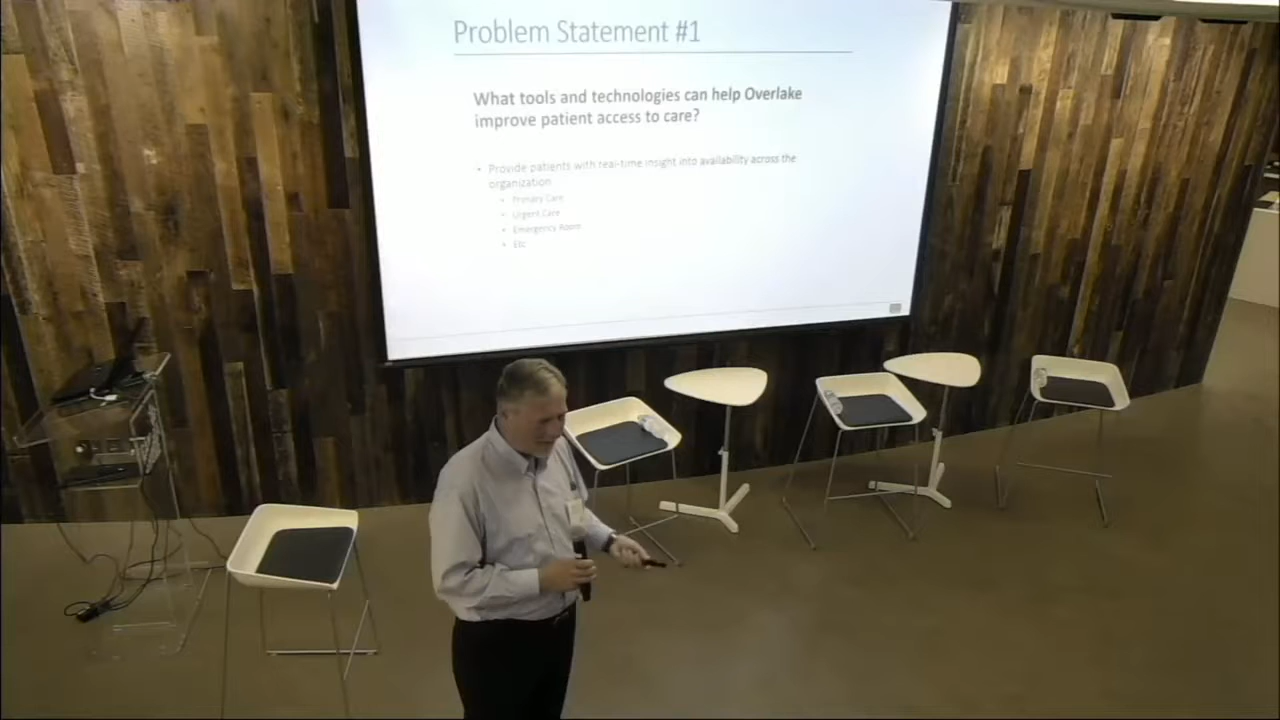 Problem Statement #1
What tools and technologies can help Overlake
improve patient access to care?
• Provide patients with real-time insight into availability across the
organization
• Primary Care
• Urgent Care
• Emergency Room
• Etc